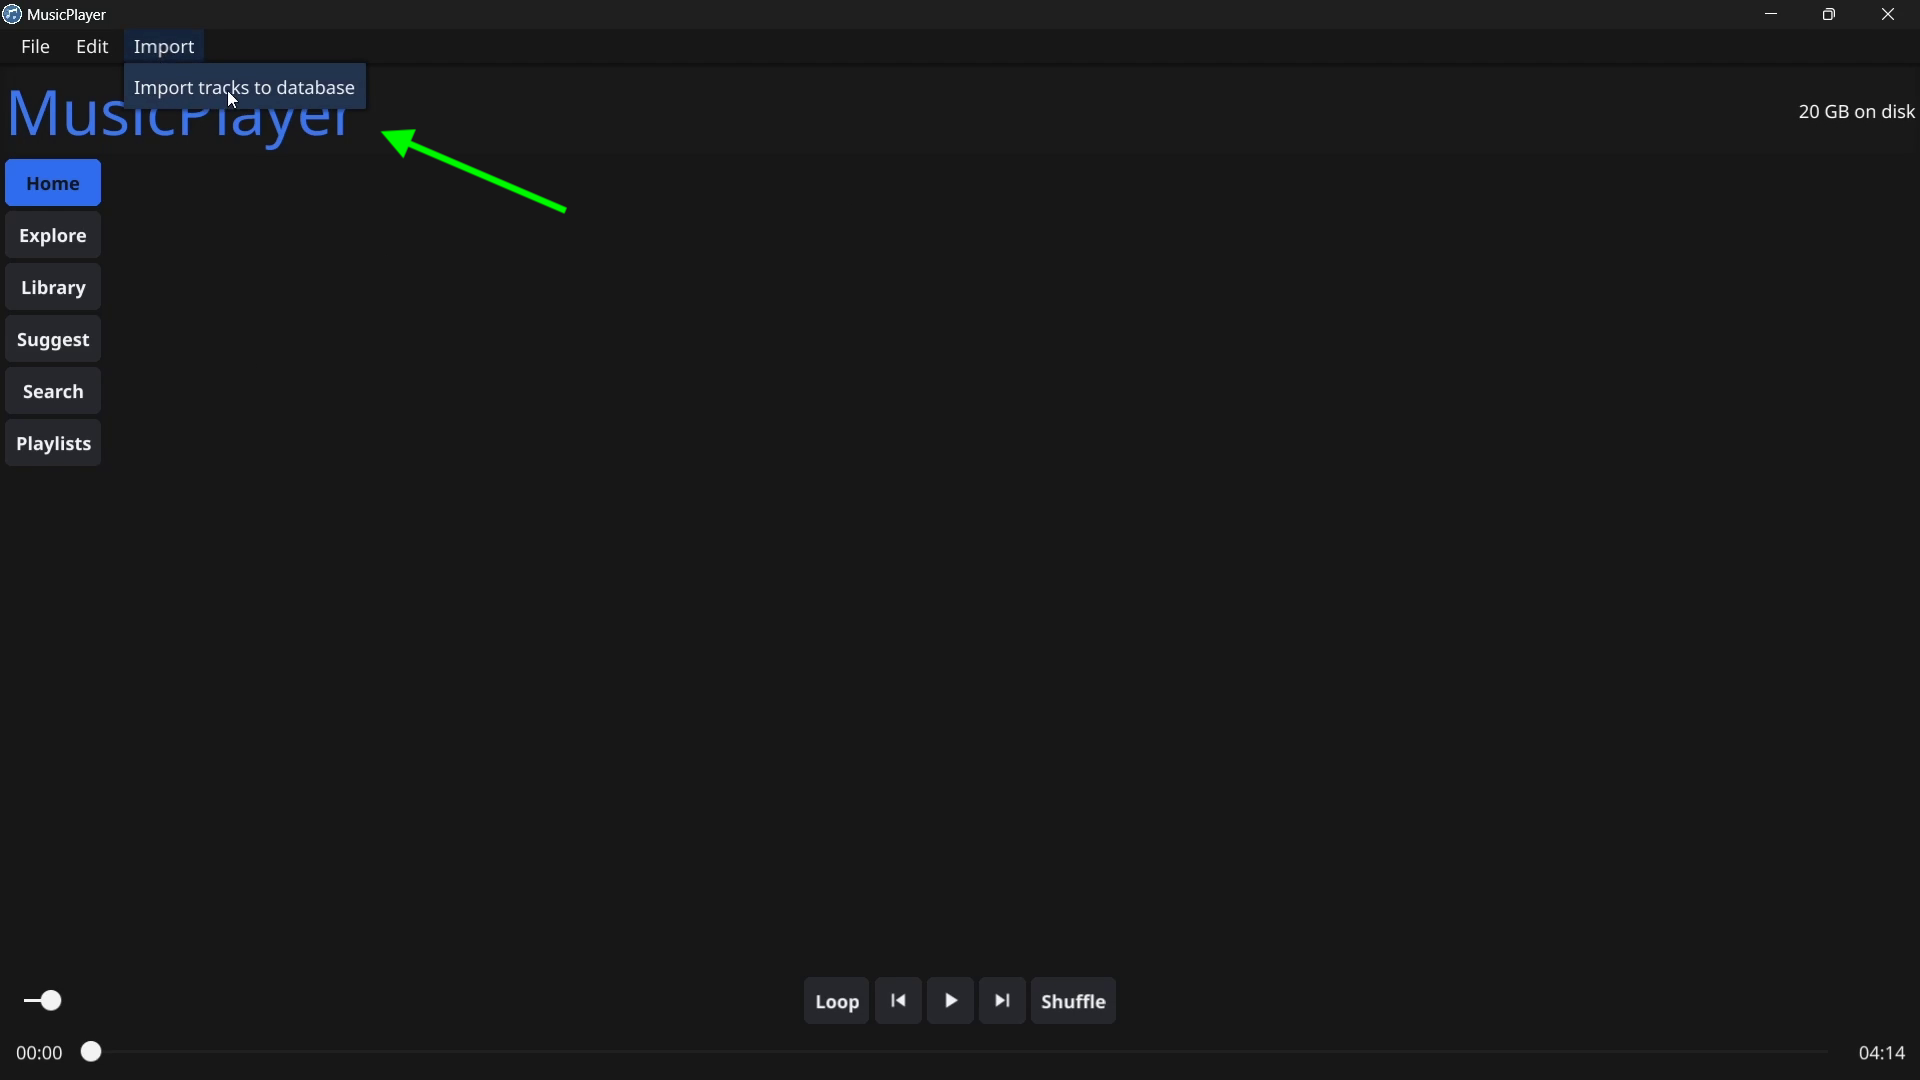 MusicPlayer
File Edit Import
Import tracks to database
MusicPlayer
20 GB on disk
Home
Explore
Library
Suggest
Search
Playlists
Loop Shuffle
00:00 04:14